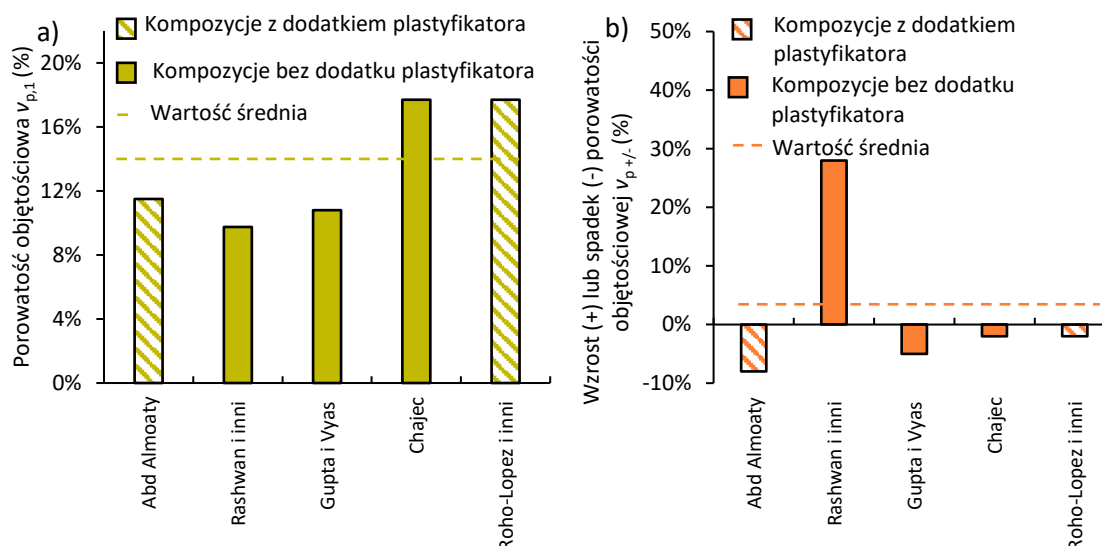 a)
Kompozycje z dodatkiem plastyfikatora
Kompozycje bez dodatku plastyfikatora
Wartość średnia
Porowatość objętościowa vp,1 (%)
20%
16%
12%
8%
4%
0%
Abd Almoaty
Rashwan i inni
Gupta i Vyas
Chajec
Roho-Lopez i inni
b)
Kompozycje z dodatkiem
plastyfikatora
Kompozycje bez dodatku
plastyfikatora
Wartość średnia
Wzrost (+) lub spadek (-) porowatości
objętościowej vp +/- (%)
50%
40%
30%
20%
10%
0%
-10%
Abd Almoaty
Rashwan i inni
Gupta i Vyas
Chajec
Roho-Lopez i inni